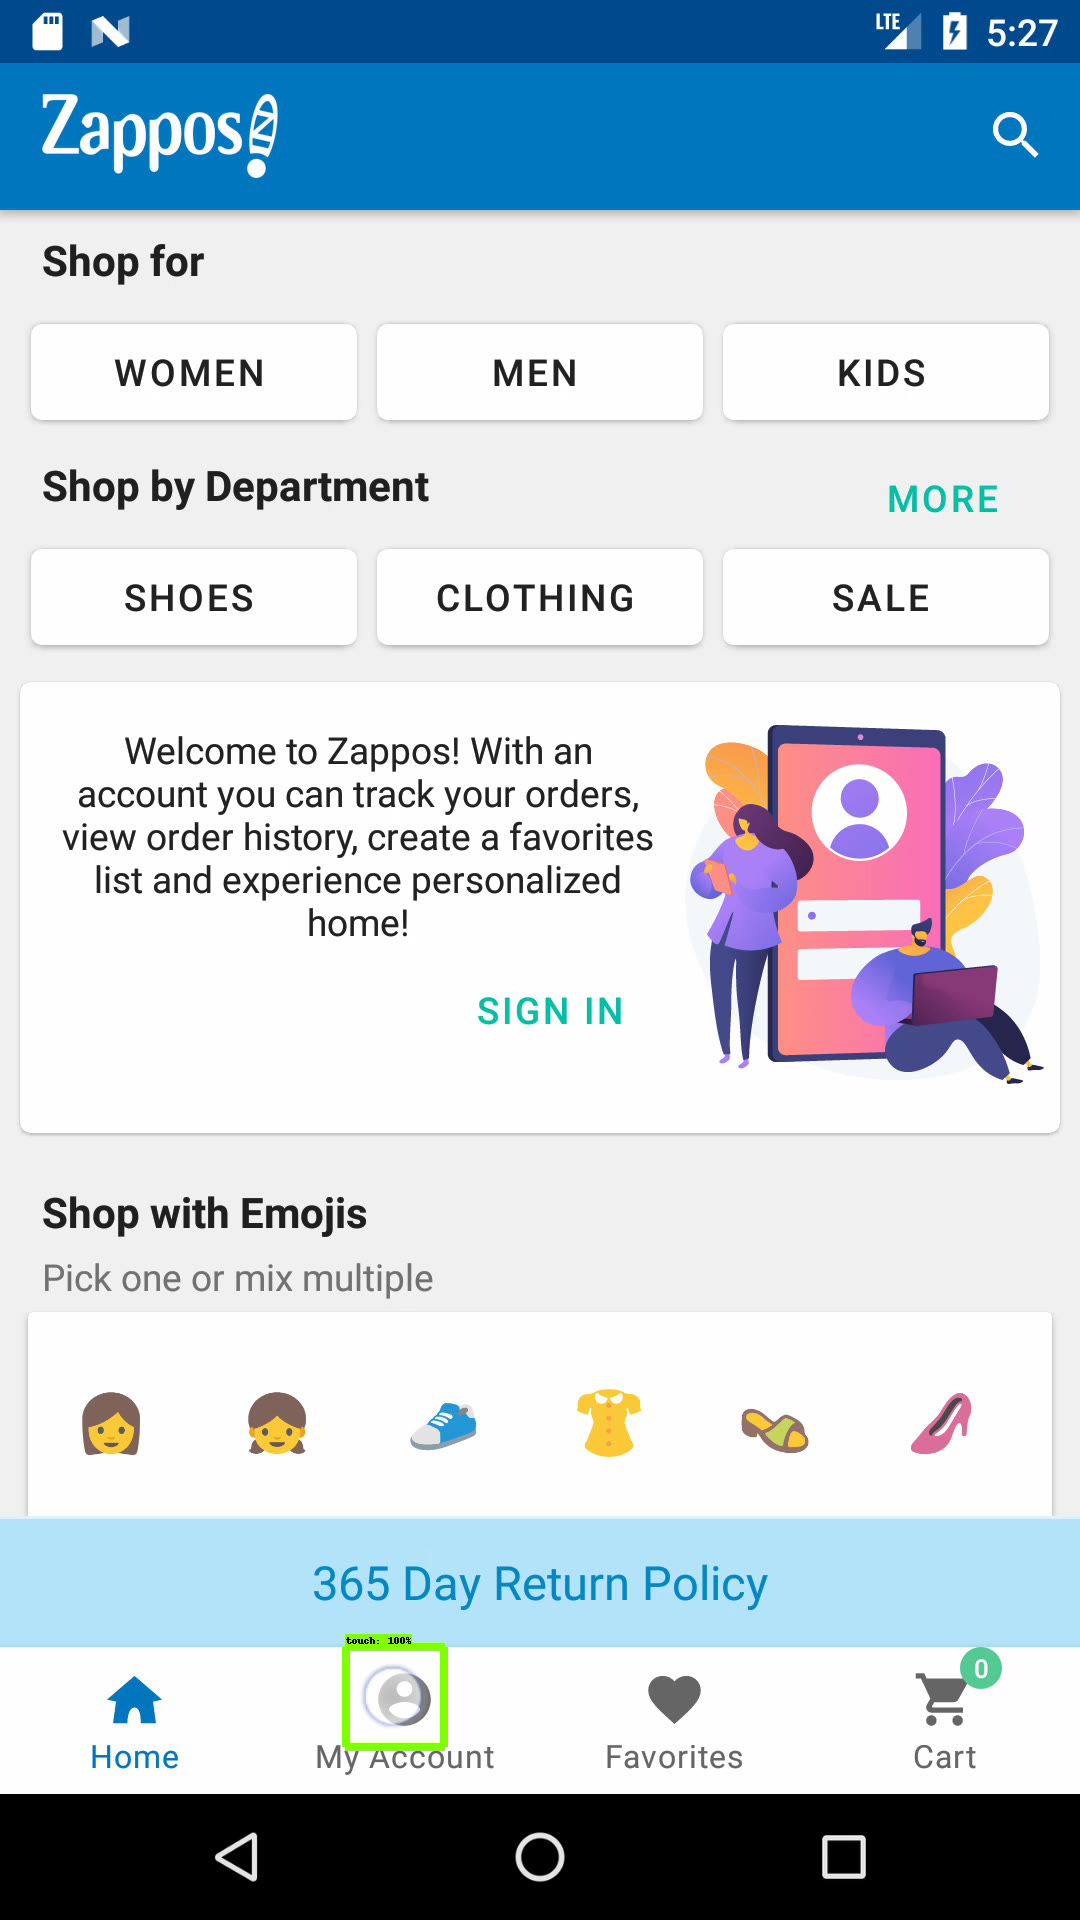 LTE 5:27
Zappos!
Shop for
WOMEN MEN KIDS
Shop by Department
MORE
SHOES CLOTHING SALE
Welcome to Zappos! With an
account you can track your orders,
view order history, create a favorites
list and experience personalized
home!
SIGN IN
Shop with Emojis
Pick one or mix multiple
365 Day Return Policy
touch: 100%
0
Home My Account Favorites Cart